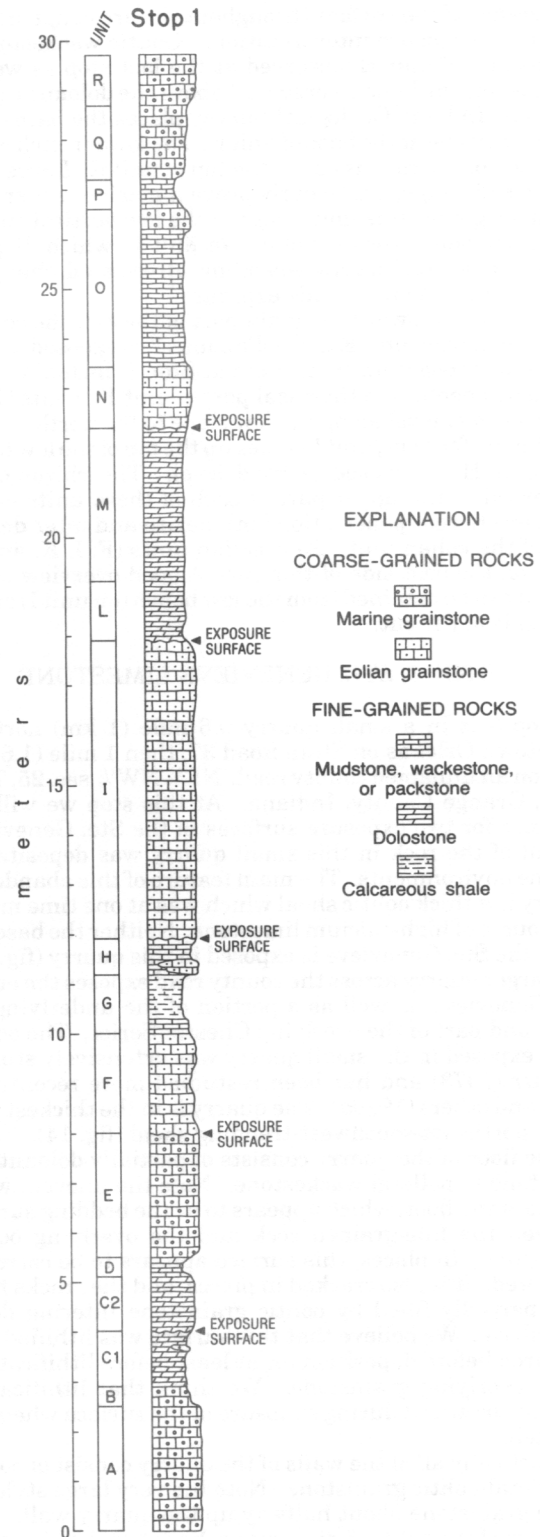 Stop 1
UNIT
30
R
Q
P
O
25
N
EXPOSURE
SURFACE
M
20
L
EXPOSURE
SURFACE
meters
I
15
EXPOSURE
SURFACE
H
G
10
F
EXPOSURE
SURFACE
E
D
5
C2
EXPOSURE
SURFACE
C1
B
A
0
EXPLANATION
COARSE-GRAINED ROCKS
Marine grainstone
Eolian grainstone
FINE-GRAINED ROCKS
Mudstone, wackestone,
or packstone
Dolostone
Calcareous shale